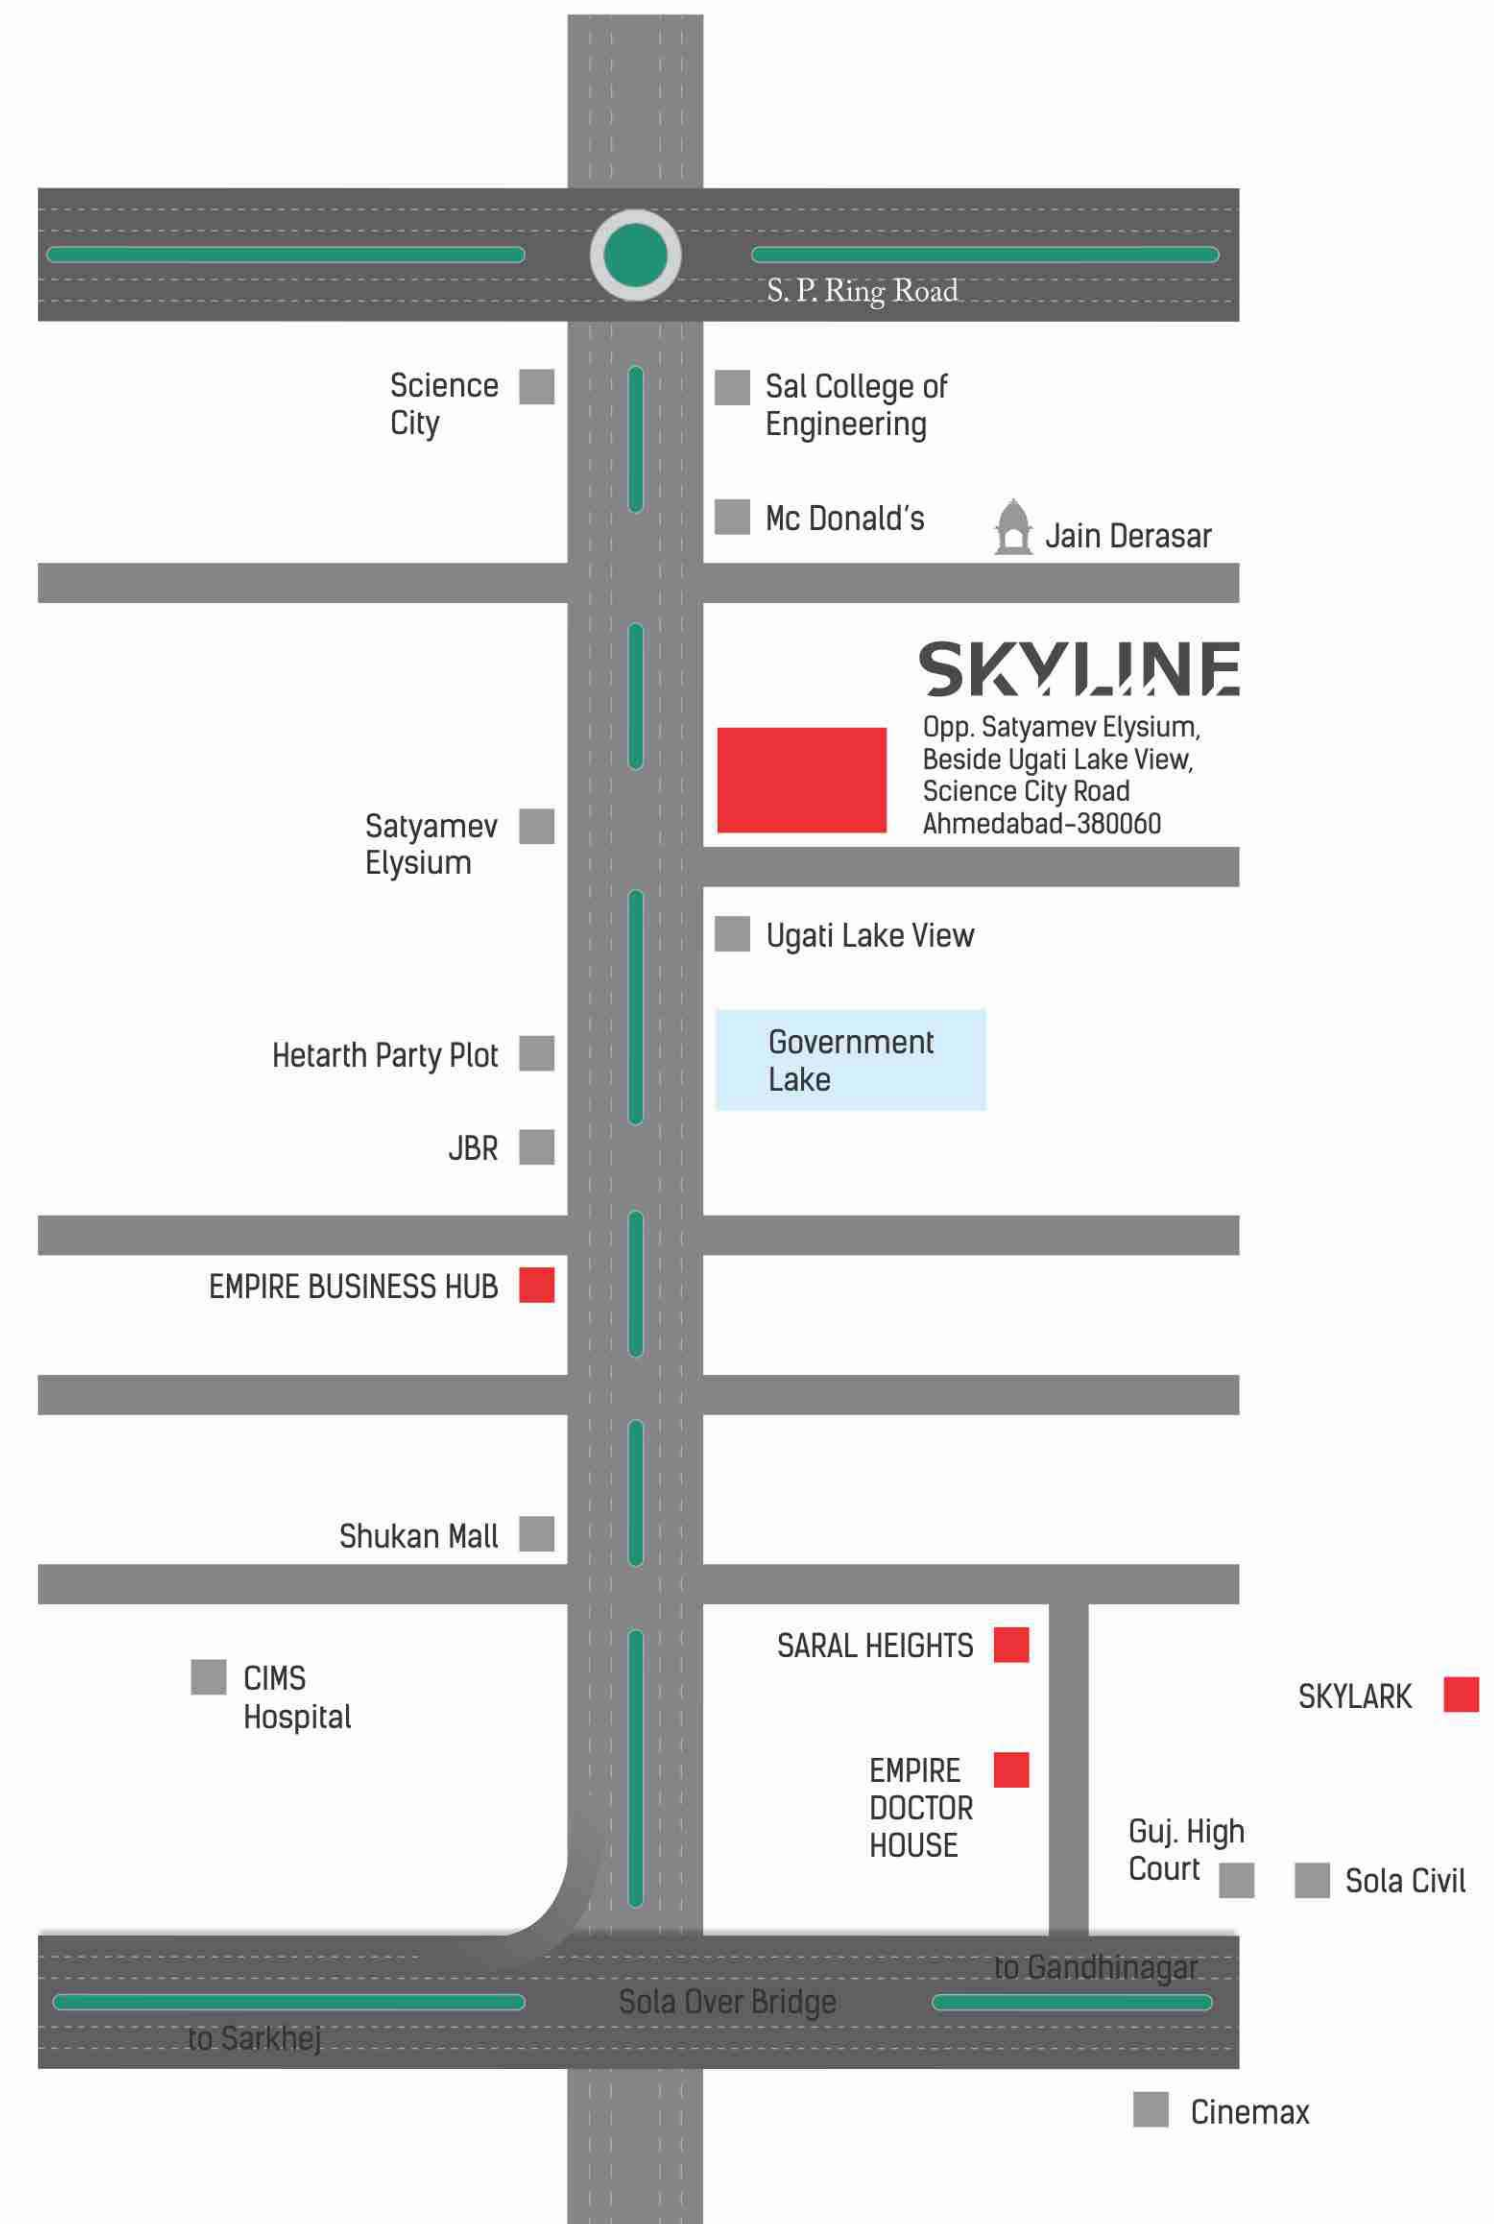 S. P. Ring Road
Science
City
Sal College of
Engineering
Mc Donald's
Jain Derasar
SKYLINE
Opp. Satyamev Elysium,
Beside Ugati Lake View,
Science City Road
Ahmedabad-380060
Satyamev
Elysium
Ugati Lake View
Government
Lake
Hetarth Party Plot
JBR
EMPIRE BUSINESS HUB
Shukan Mall
SARAL HEIGHTS
CIMS
Hospital
SKYLARK
EMPIRE
DOCTOR
HOUSE
Guj. High
Court
Sola Civil
to Gandhinagar
Sola Over Bridge
to Sarkhej
Cinemax